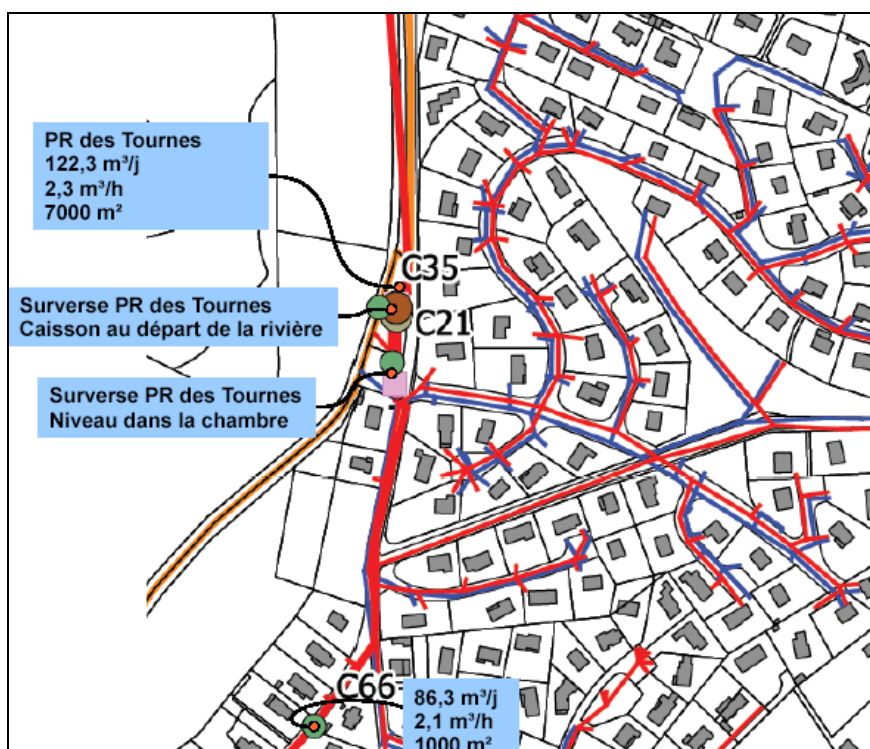 PR des Tournes
122,3 m³/j
2,3 m³/h
7000 m²
C35
Surverse PR des Tournes
Caisson au départ de la rivière
C21
Surverse PR des Tournes
Niveau dans la chambre
C66
86,3 m³/j
2,1 m³/h
1000 m²